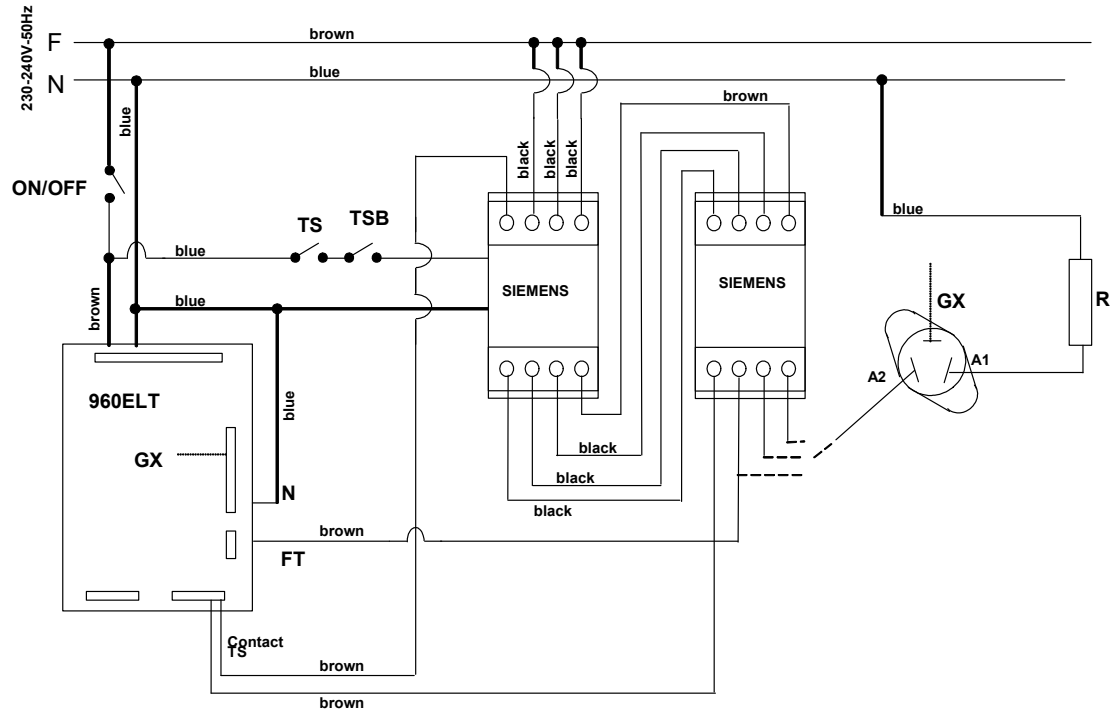 230-240V-50Hz
F
brown
N
blue
blue
black
black
black
brown
ON/OFF
TS
TSB
blue
blue
SIEMENS
SIEMENS
blue
GX
R
A1
A2
brown
blue
960ELT
GX
N
black
black
black
brown
FT
Contact
TS
brown
brown